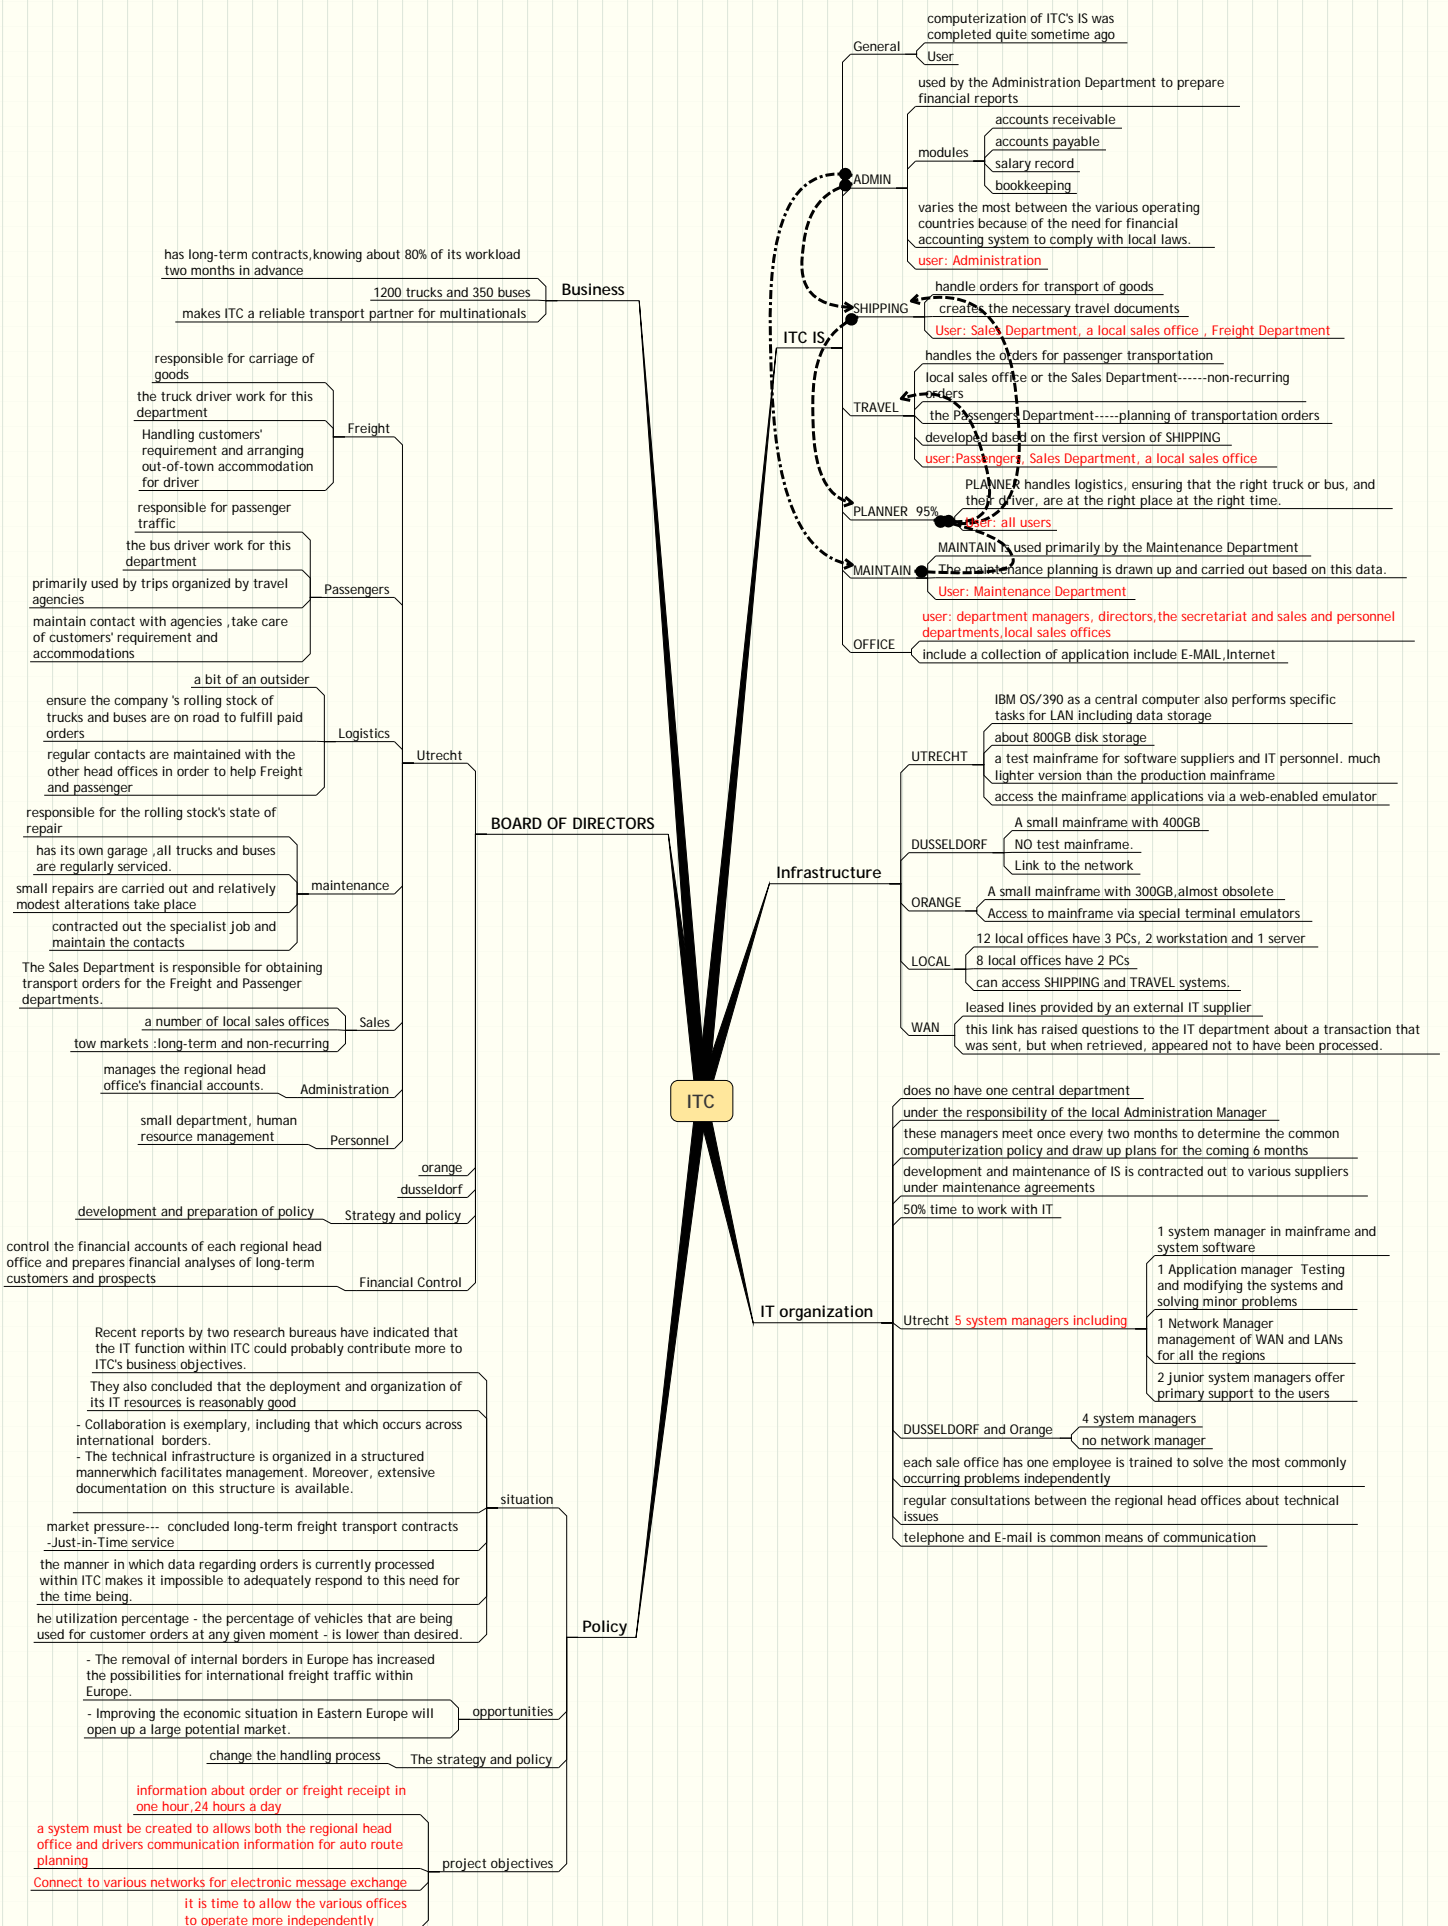 computerization of ITC's IS was
completed quite sometime ago
General
User
used by the Administration Department to prepare
financial reports
accounts receivable
accounts payable
modules
salary record
bookkeeping
ADMIN
varies the most between the various operating
countries because of the need for financial
accounting system to comply with local laws.
user: Administration
handle orders for transport of goods
SHIPPING
creates the necessary travel documents
User: Sales Department, a local sales office , Freight Department
ITC IS
handles the orders for passenger transportation
local sales office or the Sales Department------non-recurring
orders
TRAVEL
the Passengers Department-----planning of transportation orders
developed based on the first version of SHIPPING
user:Passengers, Sales Department, a local sales office
PLANNER handles logistics, ensuring that the right truck or bus, and
their driver, are at the right place at the right time.
PLANNER 95%
User: all users
MAINTAIN is used primarily by the Maintenance Department
MAINTAIN
The maintenance planning is drawn up and carried out based on this data.
User: Maintenance Department
user: department managers, directors,the secretariat and sales and personnel
departments,local sales offices
OFFICE
include a collection of application include E-MAIL,Internet
IBM OS/390 as a central computer also performs specific
tasks for LAN including data storage
about 800GB disk storage
UTRECHT
a test mainframe for software suppliers and IT personnel. much
lighter version than the production mainframe
access the mainframe applications via a web-enabled emulator
A small mainframe with 400GB
DUSSELDORF
NO test mainframe.
Link to the network
Infrastructure
A small mainframe with 300GB,almost obsolete
ORANGE
Access to mainframe via special terminal emulators
12 local offices have 3 PCs, 2 workstation and 1 server
LOCAL
8 local offices have 2 PCs
can access SHIPPING and TRAVEL systems.
leased lines provided by an external IT supplier
WAN
this link has raised questions to the IT department about a transaction that
was sent, but when retrieved, appeared not to have been processed.
does no have one central department
under the responsibility of the local Administration Manager
these managers meet once every two months to determine the common
computerization policy and draw up plans for the coming 6 months
development and maintenance of IS is contracted out to various suppliers
under maintenance agreements
50% time to work with IT
1 system manager in mainframe and
system software
1 Application manager  Testing
and modifying the systems and
solving minor problems
IT organization
Utrecht 5 system managers including
1 Network Manager
management of WAN and LANs
for all the regions
2 junior system managers offer
primary support to the users
4 system managers
DUSSELDORF and Orange
no network manager
each sale office has one employee is trained to solve the most commonly
occurring problems independently
regular consultations between the regional head offices about technical
issues
telephone and E-mail is common means of communication
ITC
has long-term contracts,knowing about 80% of its workload
two months in advance
Business
1200 trucks and 350 buses
makes ITC a reliable transport partner for multinationals
responsible for carriage of
goods
the truck driver work for this
department
Freight
Handling customers'
requirement and arranging
out-of-town accommodation
for driver
responsible for passenger
traffic
the bus driver work for this
department
primarily used by trips organized by travel
agencies
Passengers
maintain contact with agencies ,take care
of customers' requirement and
accommodations
a bit of an outsider
ensure the company 's rolling stock of
trucks and buses are on road to fulfill paid
orders
Logistics
regular contacts are maintained with the
other head offices in order to help Freight
and passenger
Utrecht
responsible for the rolling stock's state of
repair
has its own garage ,all trucks and buses
are regularly serviced.
maintenance
small repairs are carried out and relatively
modest alterations take place
contracted out the specialist job and
maintain the contacts
BOARD OF DIRECTORS
The Sales Department is responsible for obtaining
transport orders for the Freight and Passenger
departments.
a number of local sales offices
Sales
tow markets :long-term and non-recurring
manages the regional head
office's financial accounts.
Administration
small department, human
resource management
Personnel
orange
dusseldorf
development and preparation of policy
Strategy and policy
control the financial accounts of each regional head
office and prepares financial analyses of long-term
customers and prospects
Financial Control
Recent reports by two research bureaus have indicated that
the IT function within ITC could probably contribute more to
ITC's business objectives.
They also concluded that the deployment and organization of
its IT resources is reasonably good
- Collaboration is exemplary, including that which occurs across
international  borders.
- The technical infrastructure is organized in a structured
mannerwhich facilitates management. Moreover, extensive
documentation on this structure is available.
situation
market pressure---  concluded long-term freight transport contracts
-Just-in-Time service
the manner in which data regarding orders is currently processed
within ITC makes it impossible to adequately respond to this need for
the time being.
he utilization percentage - the percentage of vehicles that are being
used for customer orders at any given moment - is lower than desired.
Policy
- The removal of internal borders in Europe has increased
the possibilities for international freight traffic within
Europe.
opportunities
- Improving the economic situation in Eastern Europe will
open up a large potential market.
change the handling process
The strategy and policy
information about order or freight receipt in
one hour,24 hours a day
a system must be created to allows both the regional head
office and drivers communication information for auto route
planning
project objectives
Connect to various networks for electronic message exchange
it is time to allow the various offices
to operate more independently